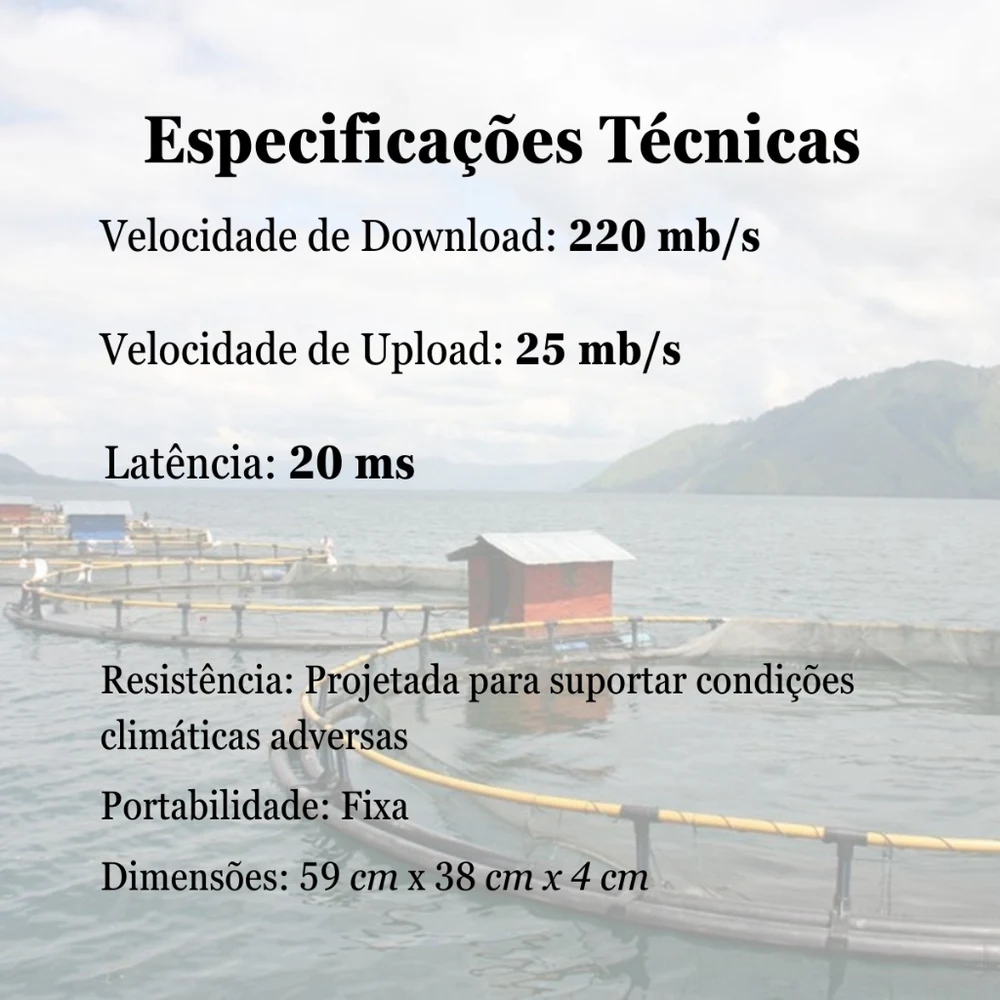 Especificações Técnicas
Velocidade de Download: 220 mb/s
Velocidade de Upload: 25 mb/s
Latência: 20 ms
Resistência: Projetada para suportar condições
climáticas adversas
Portabilidade: Fixa
Dimensões: 59 cm x 38 cm x 4 cm